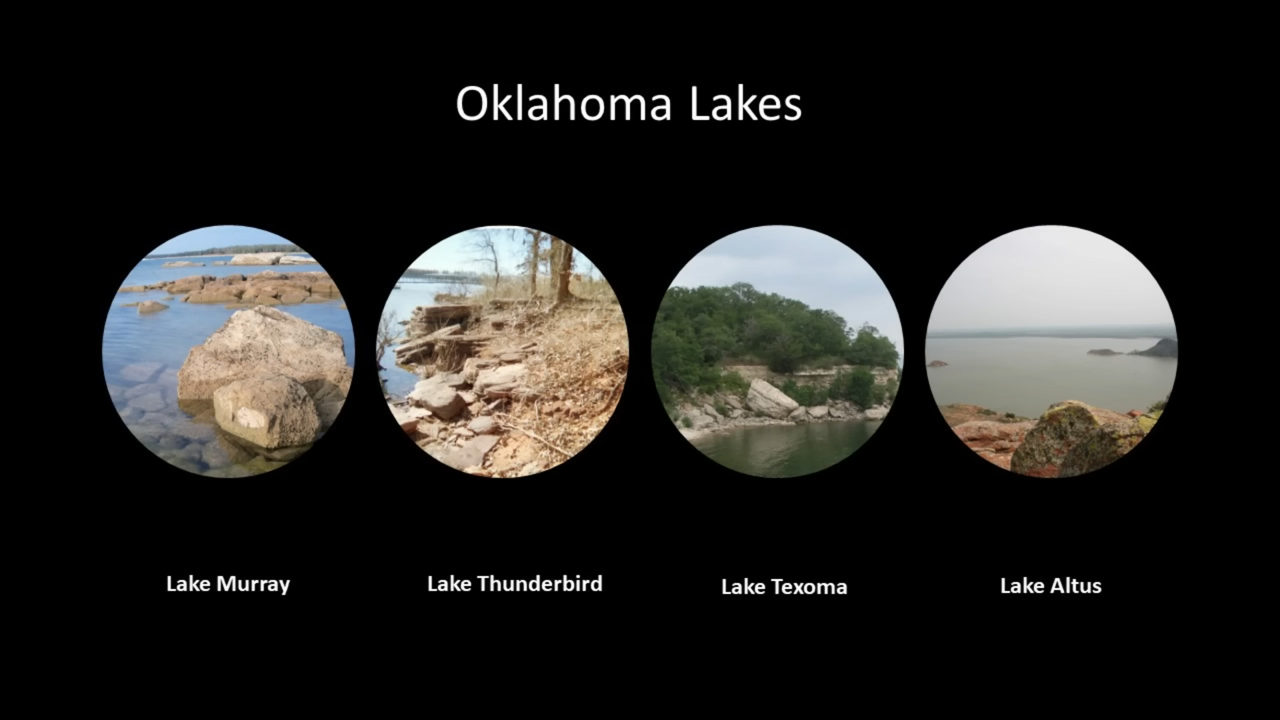 Oklahoma Lakes
Lake Murray
Lake Thunderbird
Lake Texoma
Lake Altus